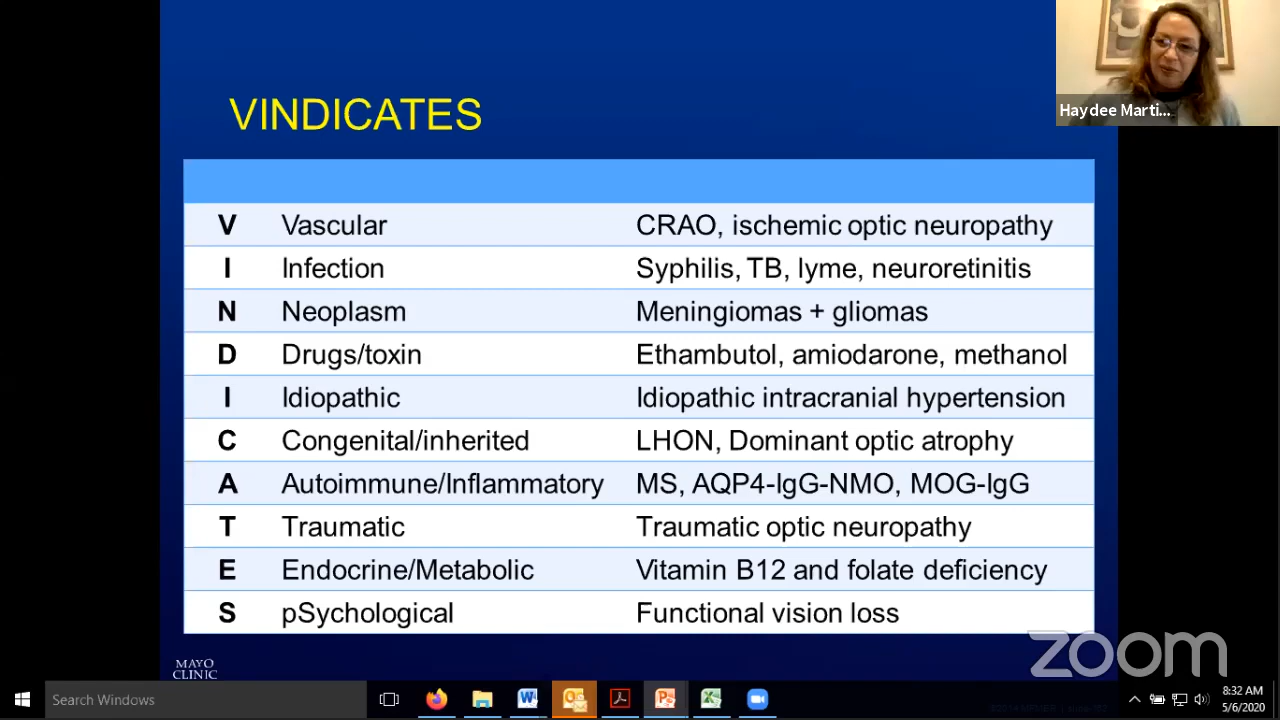 VINDICATES
Haydee Marti...
V Vascular CRAO, ischemic optic neuropathy
I Infection Syphilis, TB, lyme, neuroretinitis
N Neoplasm Meningiomas + gliomas
D Drugs/toxin Ethambutol, amiodarone, methanol
I Idiopathic Idiopathic intracranial hypertension
C Congenital/inherited LHON, Dominant optic atrophy
A Autoimmune/Inflammatory MS, AQP4-IgG-NMO, MOG-IgG
T Traumatic Traumatic optic neuropathy
E Endocrine/Metabolic Vitamin B12 and folate deficiency
S pSychological Functional vision loss
zoom
MAYO
CLINIC
Search Windows
8:32 AM
5/6/2020